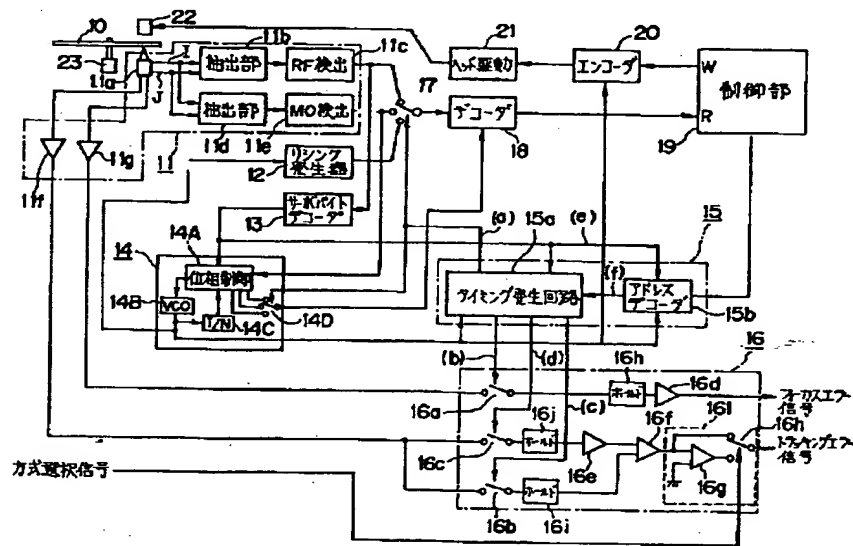 22
10
23
11a
I
J
11b
抽出部
RF検出
11c
抽出部
MO検出
11d
11e
11f
11g
11
12
リシンク
発生器
13
サーボバイト
デコーダ
17
デコーダ
18
21
ヘッド駆動
20
エンコーダ
W
R
制御部
19
14
14A
位相制御
14B
VCO
1/N
14C
14D
(a)
15a
(e)
15
タイミング発生回路
(f)
アドレス
デコーダ
15b
(b)
(d)
(c)
16
16a
16h
ホールド
16d
フォーカスエラー
信号
16c
16j
ホールド
16e
16f
16l
16h
トラッキングエラー
信号
16g
方式選択信号
16b
ホールド
16i